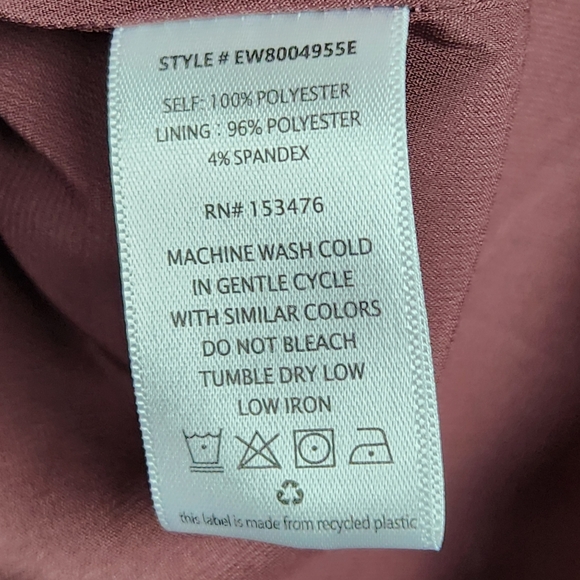 STYLE # EW8004955E
SELF: 100% POLYESTER
LINING : 96% POLYESTER
4% SPANDEX
RN# 153476
MACHINE WASH COLD
IN GENTLE CYCLE
WITH SIMILAR COLORS
DO NOT BLEACH
TUMBLE DRY LOW
LOW IRON
this label is made from recycled plastic